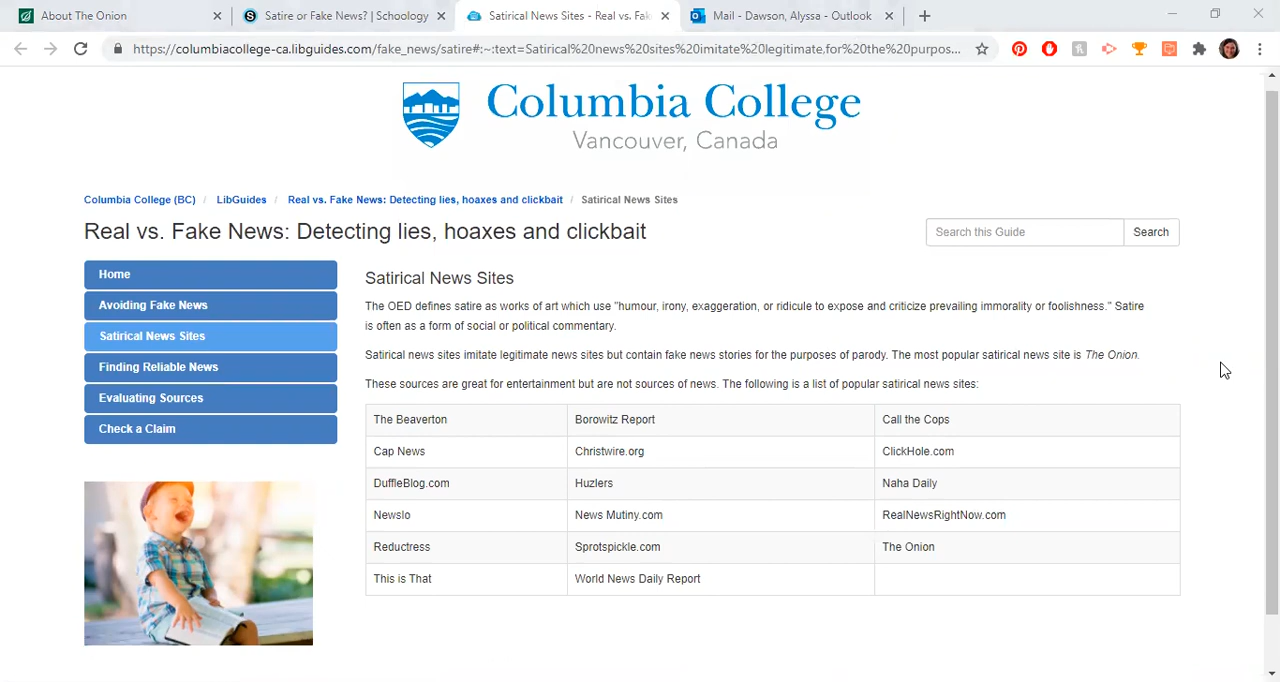 About The Onion
Satire or Fake News? | Schoology
Satirical News Sites - Real vs. Fak
Mail - Dawson, Alyssa - Outlook
https://columbiacollege-ca.libguides.com/fake_news/satire#:~:text=Satirical%20news%20sites%20imitate%20legitimate,for%20the%20purpos...
Columbia College
Vancouver, Canada
Columbia College (BC) / LibGuides / Real vs. Fake News: Detecting lies, hoaxes and clickbait / Satirical News Sites
Real vs. Fake News: Detecting lies, hoaxes and clickbait
Search this Guide
Search
Home
Avoiding Fake News
Satirical News Sites
Finding Reliable News
Evaluating Sources
Check a Claim
Satirical News Sites
The OED defines satire as works of art which use "humour, irony, exaggeration, or ridicule to expose and criticize prevailing immorality or foolishness." Satire
is often as a form of social or political commentary.
Satirical news sites imitate legitimate news sites but contain fake news stories for the purposes of parody. The most popular satirical news site is The Onion.
These sources are great for entertainment but are not sources of news. The following is a list of popular satirical news sites:
The Beaverton Borowitz Report Call the Cops
Cap News Christwire.org ClickHole.com
DuffleBlog.com Huzlers Naha Daily
Newslo News Mutiny.com RealNewsRightNow.com
Reductress Sprotspickle.com The Onion
This is That World News Daily Report